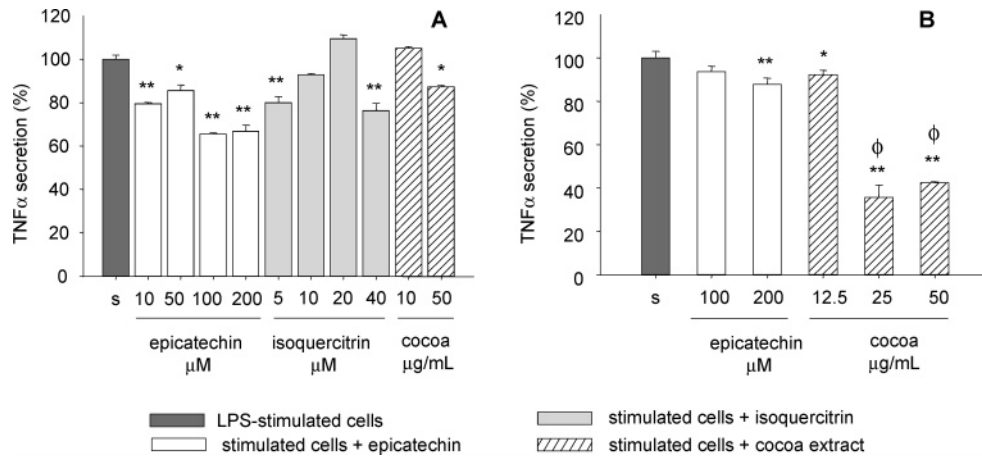 A
TNFα secretion (%)
120
100
80
60
40
20
0
** * ** ** ** ** *
s 10 50 100 200 5 10 20 40 10 50
epicatechin isoquercitrin cocoa
μM μM μg/mL
B
TNFα secretion (%)
120
100
80
60
40
20
0
** * ϕ ** ϕ **
s 100 200 12.5 25 50
epicatechin cocoa
μM μg/mL
LPS-stimulated cells
stimulated cells + epicatechin
stimulated cells + isoquercitrin
stimulated cells + cocoa extract